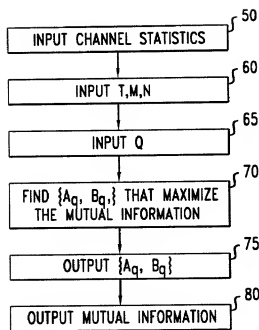 50
INPUT CHANNEL STATISTICS
60
INPUT T,M,N
65
INPUT Q
70
FIND {Aq, Bq,} THAT MAXIMIZE
THE MUTUAL INFORMATION
75
OUTPUT {Aq, Bq}
80
OUTPUT MUTUAL INFORMATION